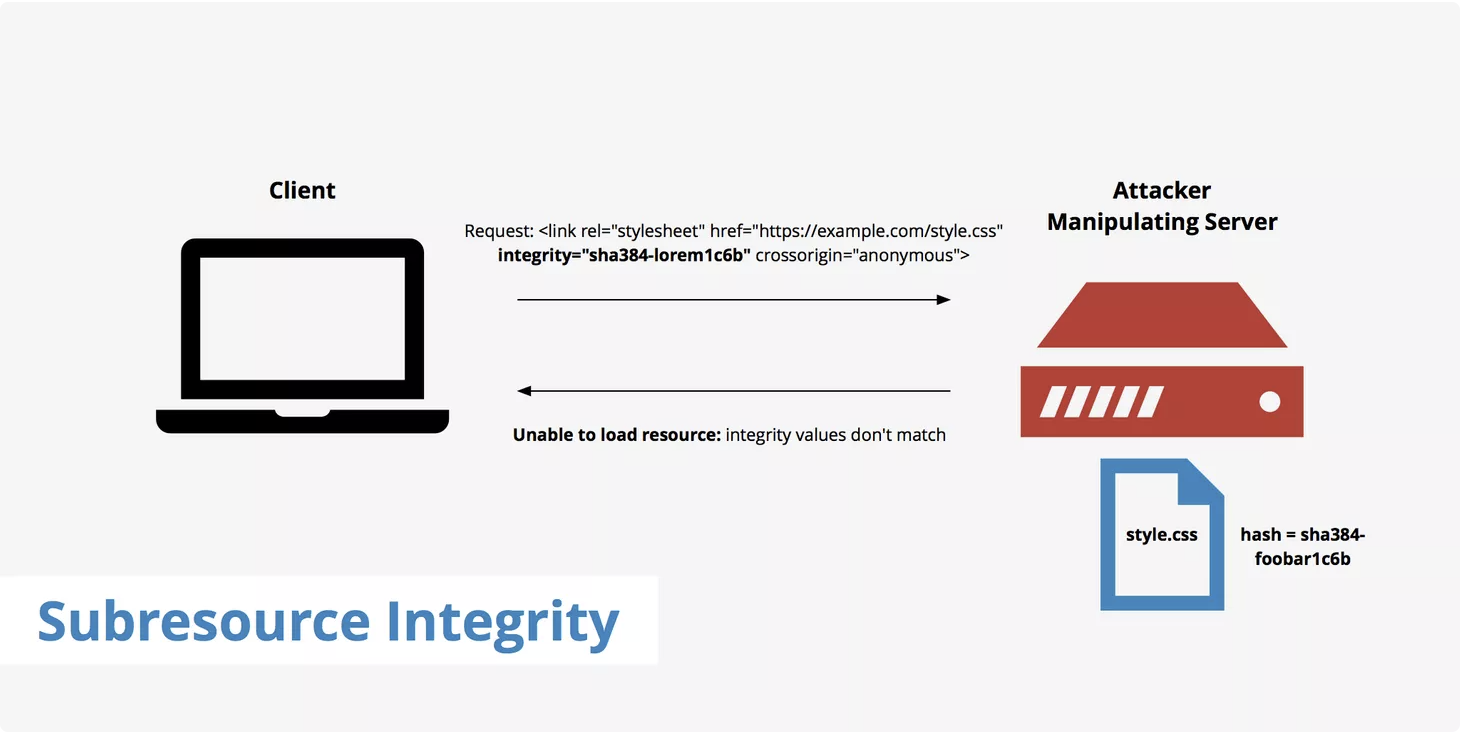 Client
Attacker
Manipulating Server
Request: <link rel="stylesheet" href="https://example.com/style.css"
integrity="sha384-lorem1c6b" crossorigin="anonymous">
Unable to load resource: integrity values don't match
style.css
hash = sha384-
foobar1c6b
Subresource Integrity